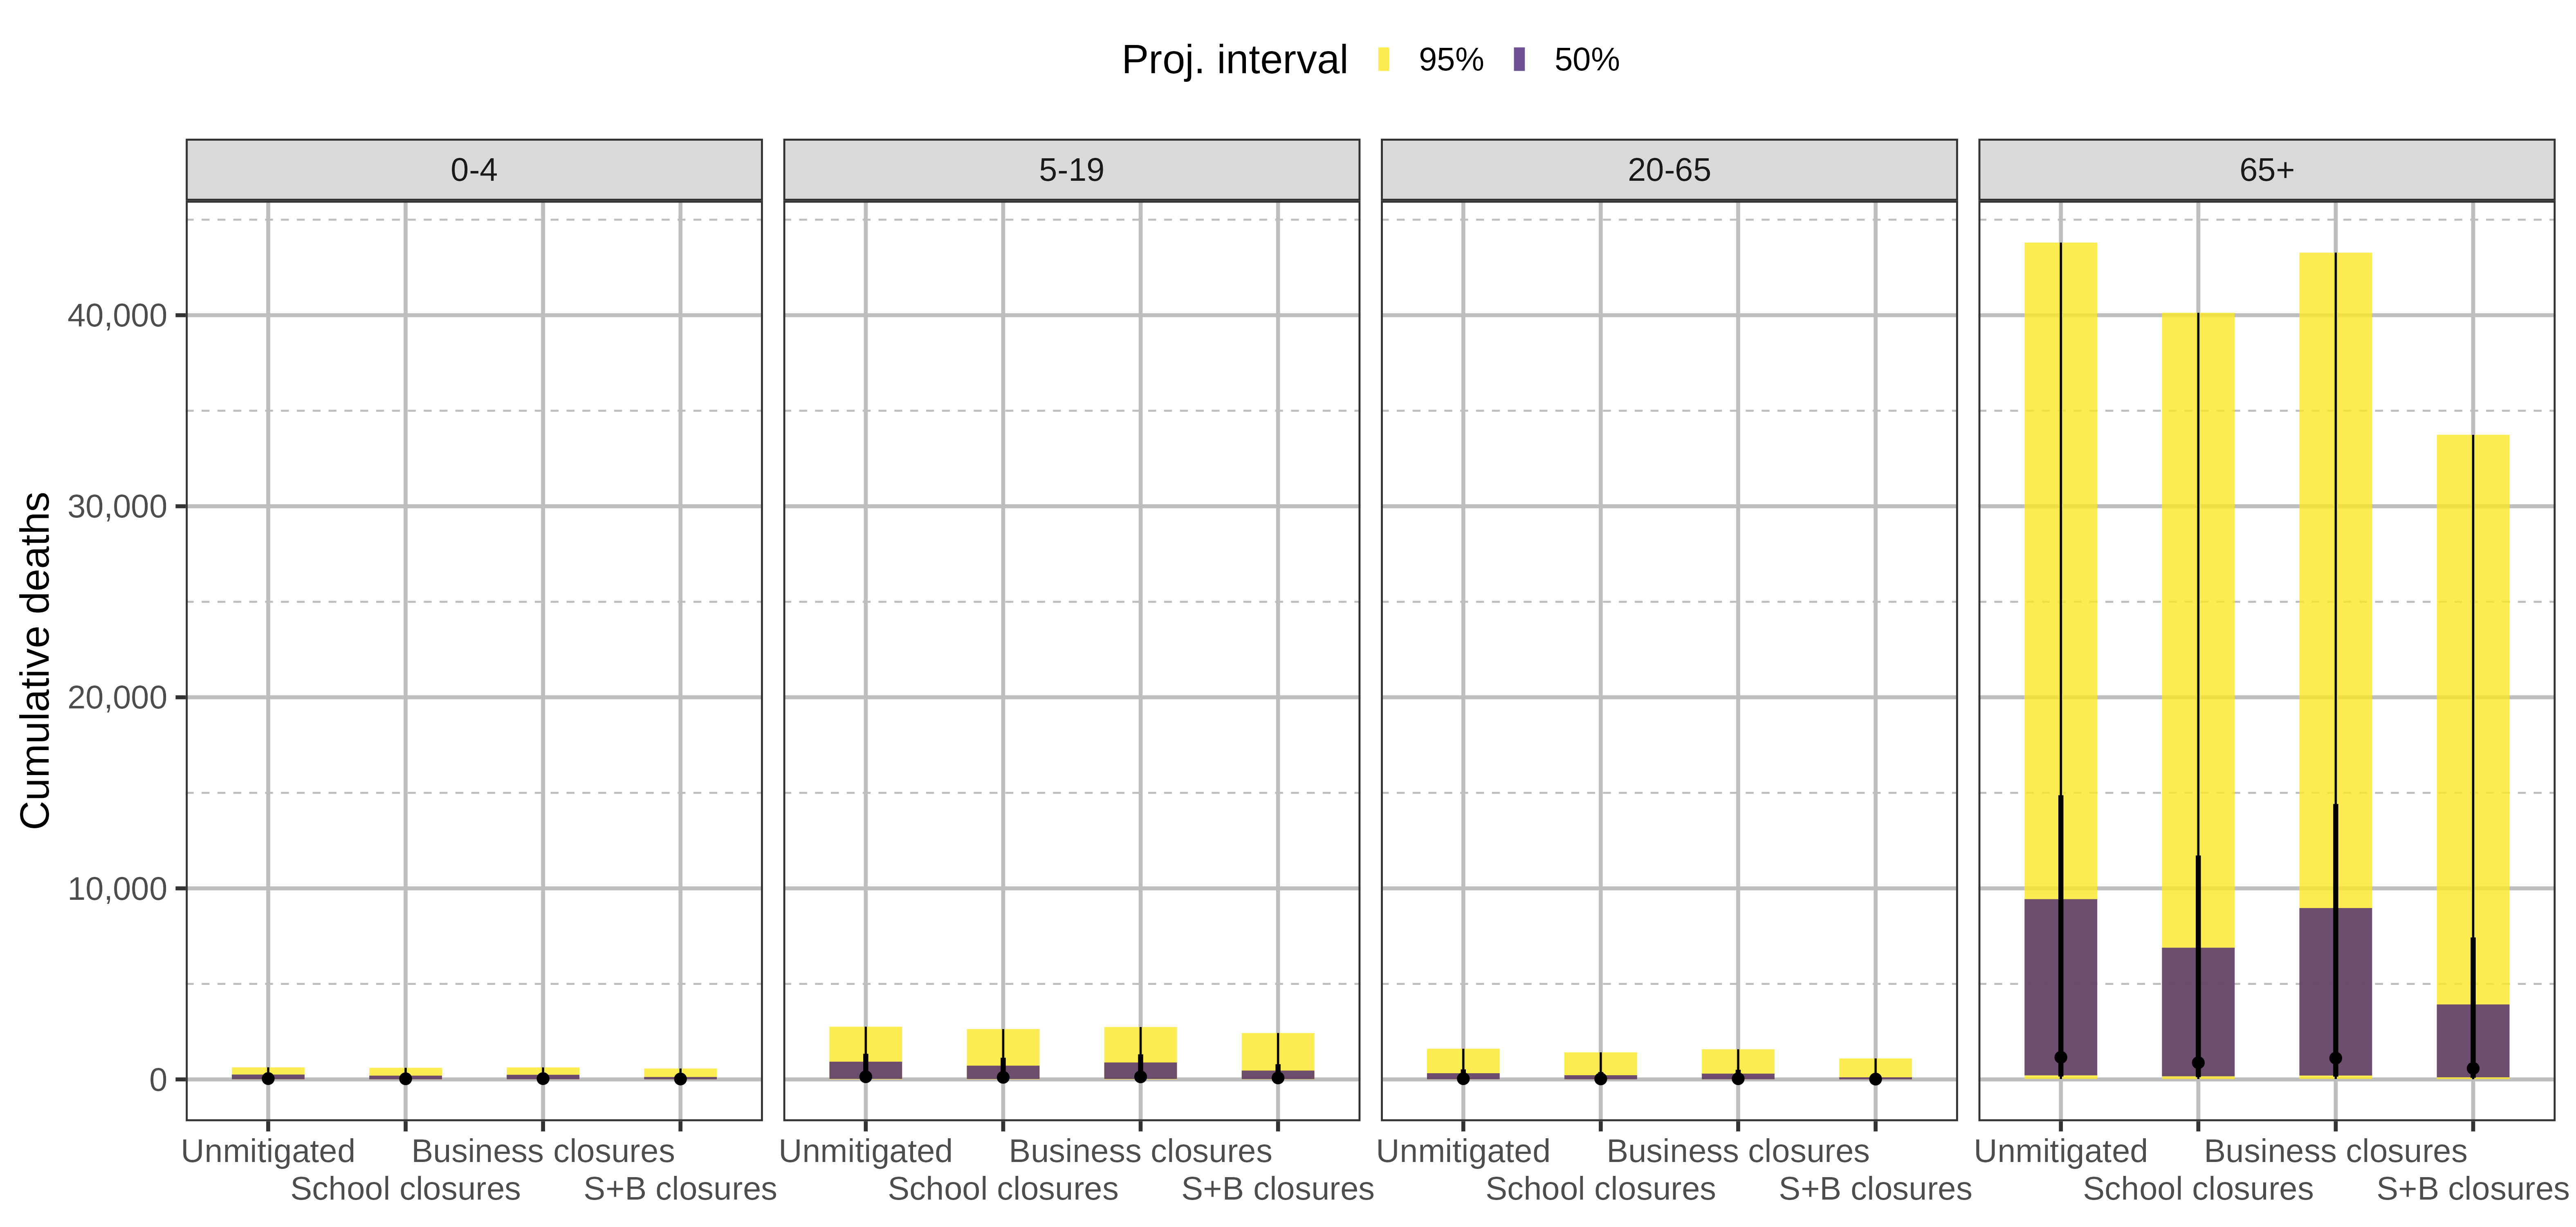 Proj. interval 95% 50%
0-4 5-19 20-65 65+
Cumulative deaths
40,000
30,000
20,000
10,000
0
Unmitigated Business closures Unmitigated Business closures Unmitigated Business closures Unmitigated Business closures
School closures S+B closures School closures S+B closures School closures S+B closures School closures S+B closures